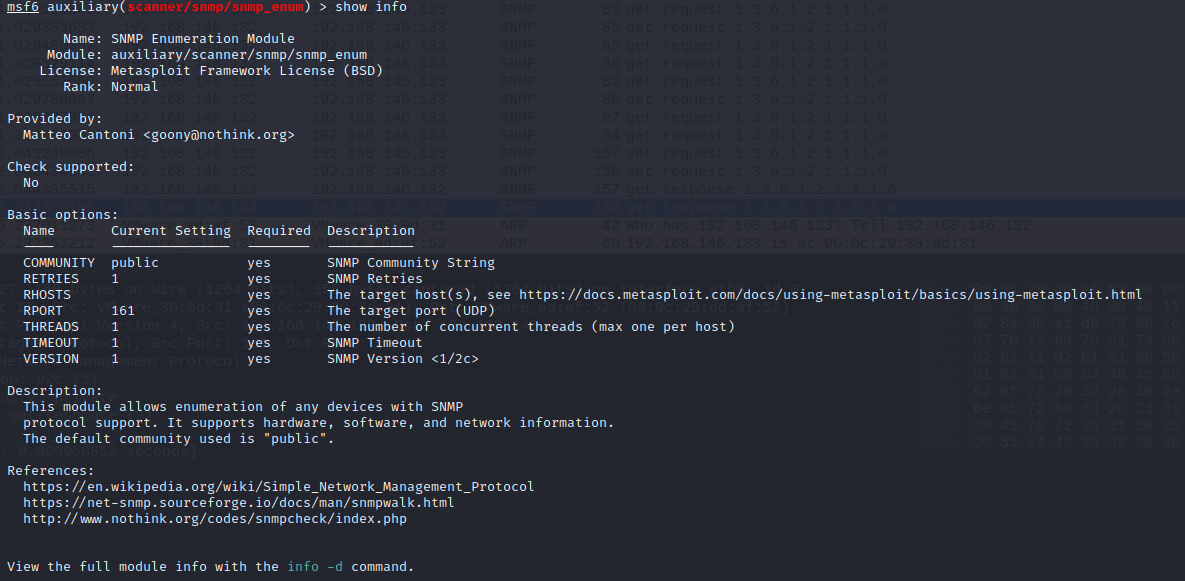 msf6 auxiliary(scanner/snmp/snmp_enum) > show info
Name: SNMP Enumeration Module
Module: auxiliary/scanner/snmp/snmp_enum
License: Metasploit Framework License (BSD)
Rank: Normal
Provided by:
Matteo Cantoni <goony@nothink.org>
Check supported:
No
Basic options:
Name Current Setting Required Description
COMMUNITY public yes SNMP Community String
RETRIES 1 yes SNMP Retries
RHOSTS yes The target host(s), see https://docs.metasploit.com/docs/using-metasploit/basics/using-metasploit.html
RPORT 161 yes The target port (UDP)
THREADS 1 yes The number of concurrent threads (max one per host)
TIMEOUT 1 yes SNMP Timeout
VERSION 1 yes SNMP Version <1/2c>
Description:
This module allows enumeration of any devices with SNMP
protocol support. It supports hardware, software, and network information.
The default community used is "public".
References:
https://en.wikipedia.org/wiki/Simple_Network_Management_Protocol
https://net-snmp.sourceforge.io/docs/man/snmpwalk.html
http://www.nothink.org/codes/snmpcheck/index.php
View the full module info with the info -d command.